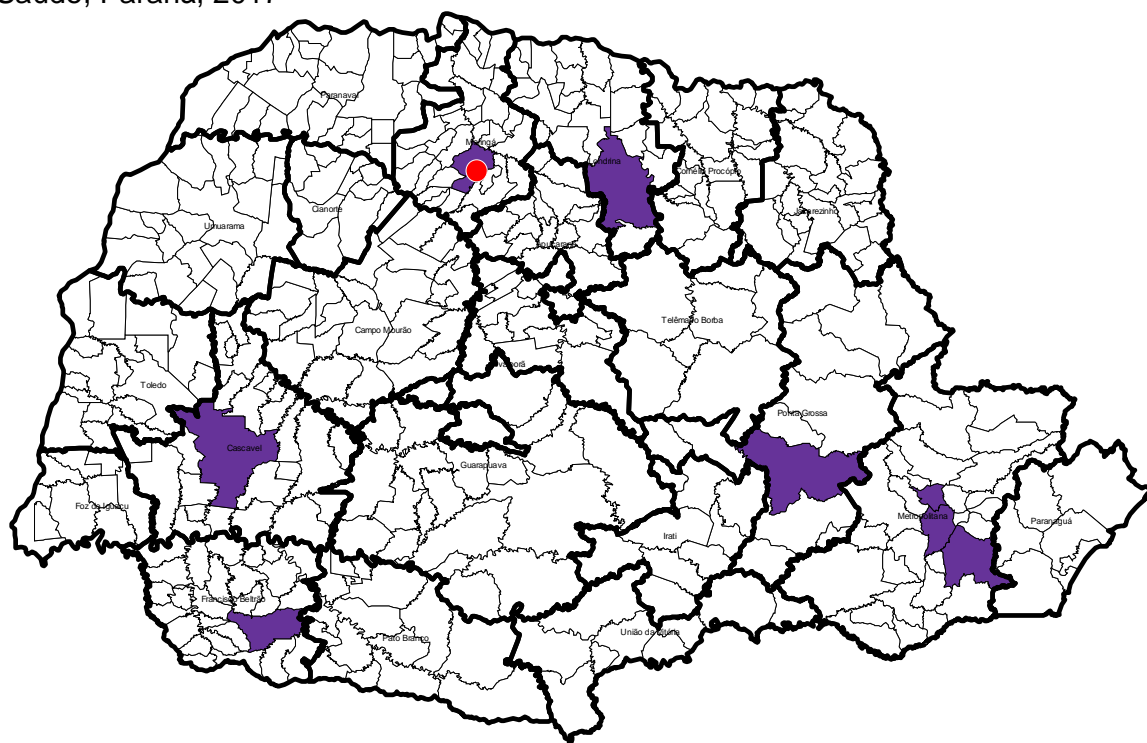 Saúde, Paraná, 2017
Paranavaí
Maringá
Londrina
Cornélio Procópio
Jacarezinho
Cianorte
Umuarama
Apucarana
Telêmaco Borba
Campo Mourão
Ivaiporã
Toledo
Ponta Grossa
Cascavel
Guarapuava
Foz do Iguaçu
Metropolitana
Paranaguá
Irati
Francisco Beltrão
Pato Branco
União da Vitória